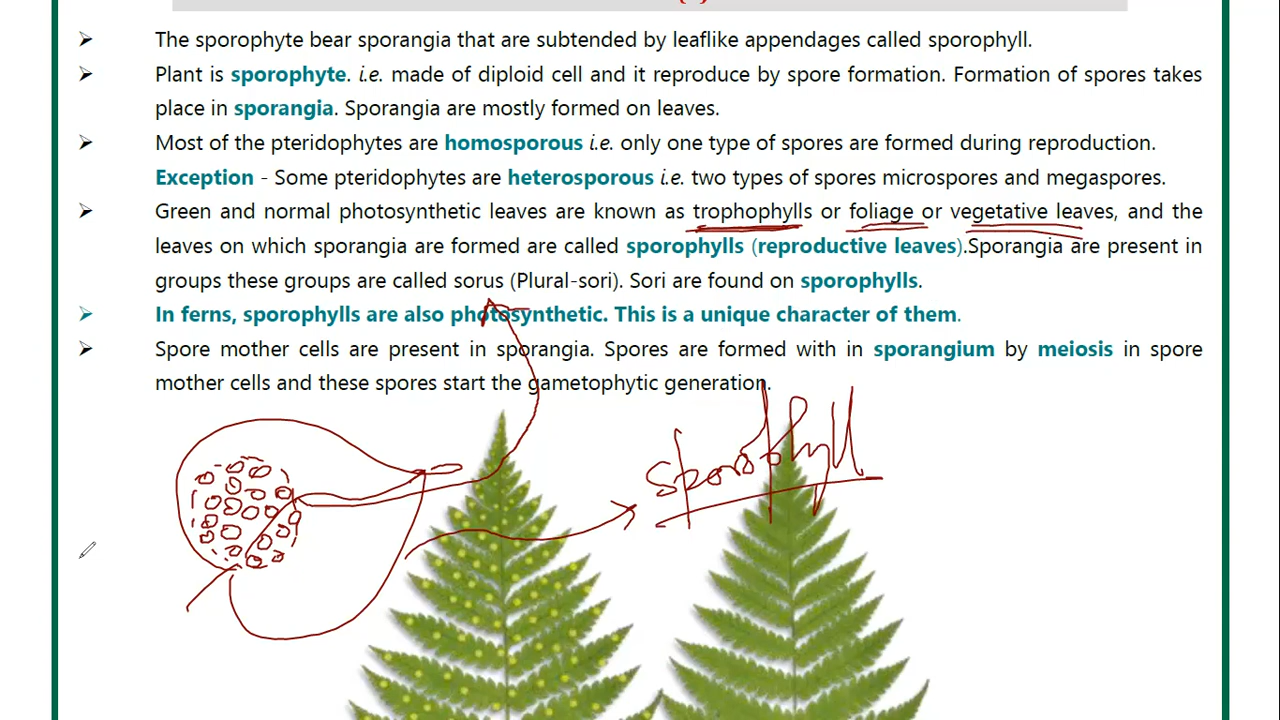 ➢ The sporophyte bear sporangia that are subtended by leaflike appendages called sporophyll.
➢ Plant is sporophyte. i.e. made of diploid cell and it reproduce by spore formation. Formation of spores takes
place in sporangia. Sporangia are mostly formed on leaves.
➢ Most of the pteridophytes are homosporous i.e. only one type of spores are formed during reproduction.
Exception - Some pteridophytes are heterosporous i.e. two types of spores microspores and megaspores.
➢ Green and normal photosynthetic leaves are known as trophophylls or foliage or vegetative leaves, and the
leaves on which sporangia are formed are called sporophylls (reproductive leaves).Sporangia are present in
groups these groups are called sorus (Plural-sori). Sori are found on sporophylls.
➢ In ferns, sporophylls are also photosynthetic. This is a unique character of them.
➢ Spore mother cells are present in sporangia. Spores are formed with in sporangium by meiosis in spore
mother cells and these spores start the gametophytic generation.
Sporophyll